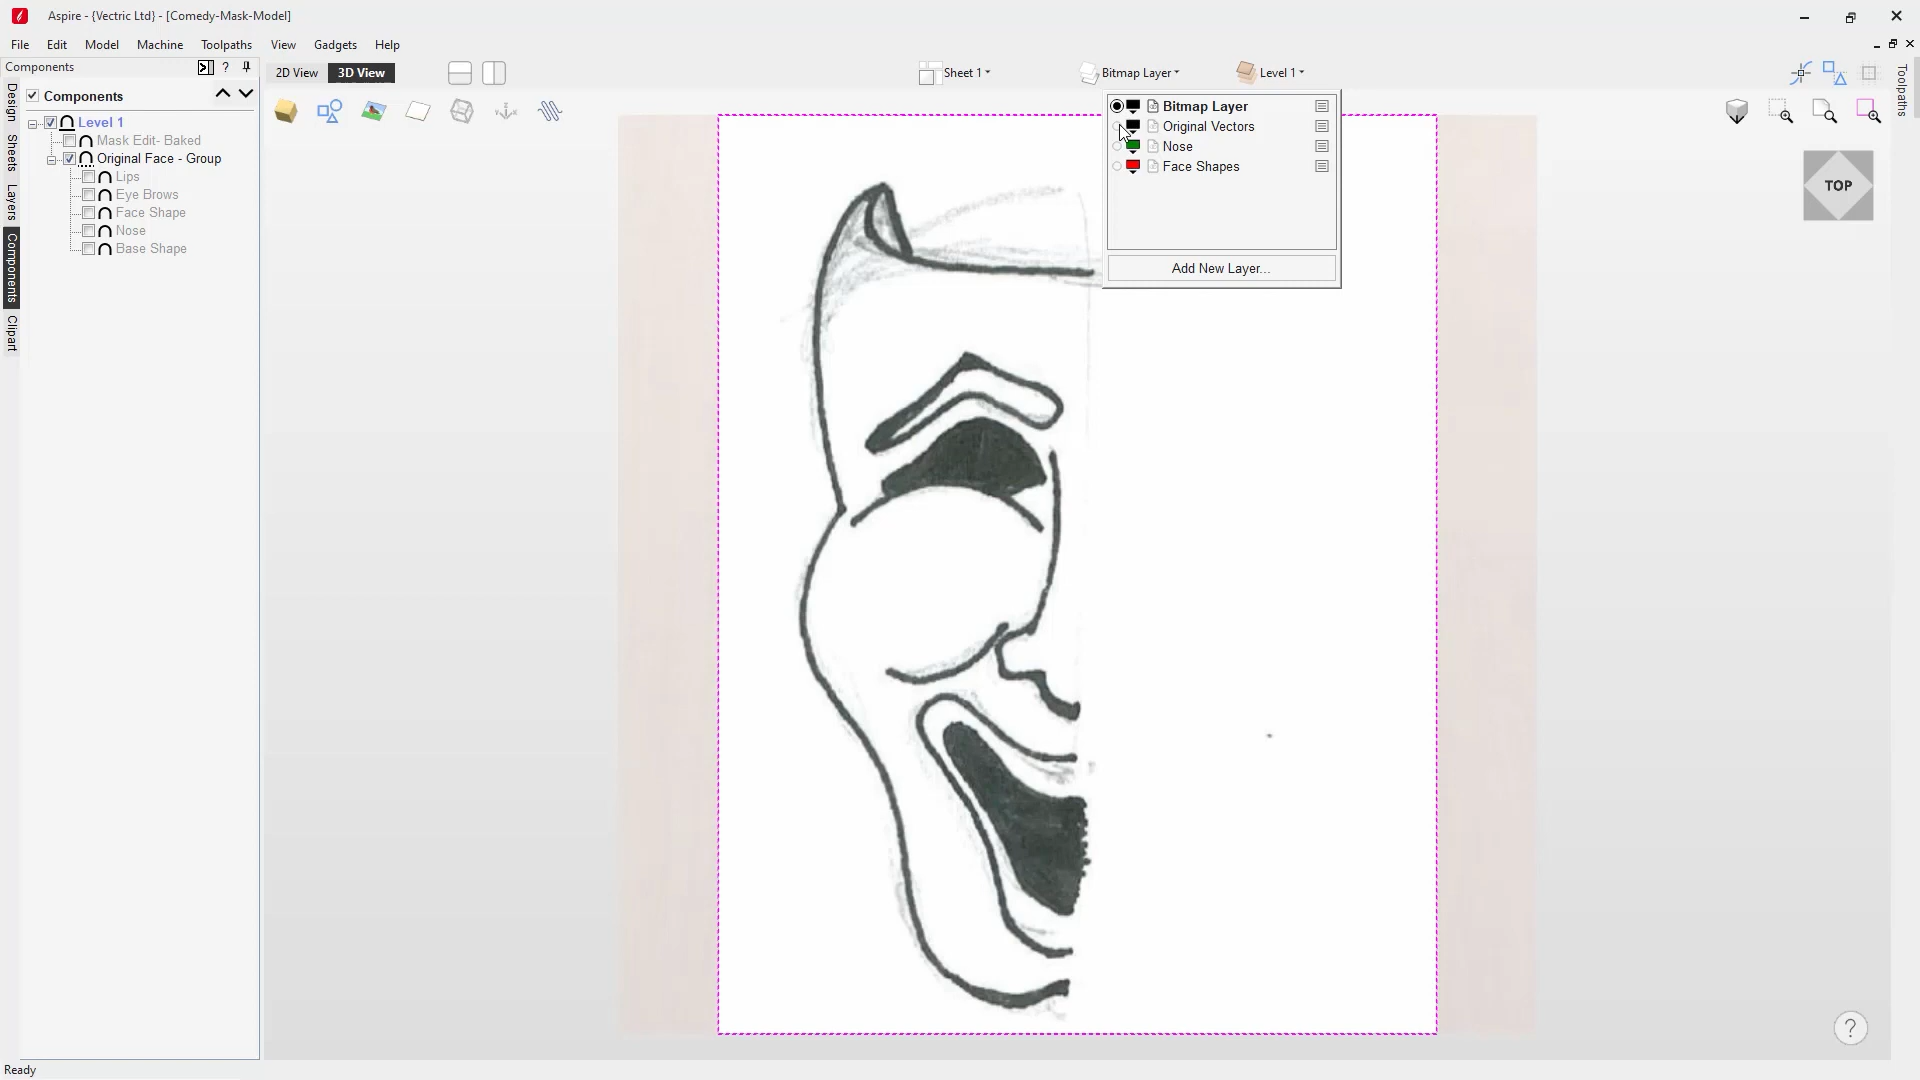 Aspire - {Vectric Ltd} - [Comedy-Mask-Model]
File Edit Model Machine Toolpaths View Gadgets Help
Components ?
2D View 3D View
Sheet 1
Bitmap Layer
Level 1
Toolpaths
Design
Sheets
Layers
Components
Clipart
Components
Level 1
Mask Edit- Baked
Original Face - Group
Lips
Eye Brows
Face Shape
Nose
Base Shape
Bitmap Layer
Original Vectors
Nose
Face Shapes
Add New Layer...
TOP
?
Ready